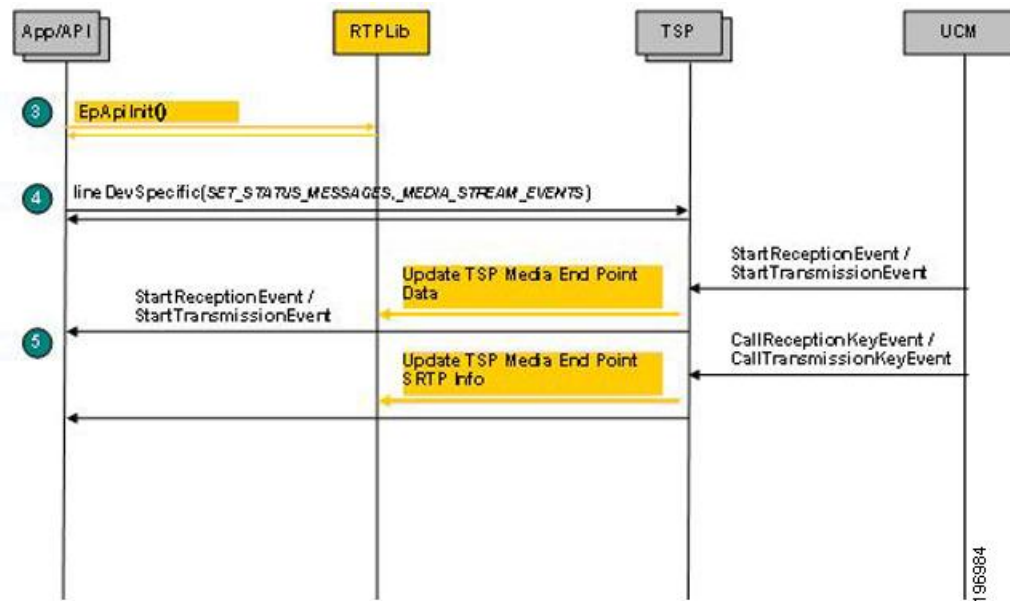 App/API
RTPLib
TSP
UCM
3
EpApiInit()
4
lineDevSpecific(SET_STATUS_MESSAGES,_MEDIA_STREAM_EVENTS)
StartReceptionEvent /
StartTransmissionEvent
Update TSP Media End Point
Data
StartReceptionEvent /
StartTransmissionEvent
5
CallReceptionKeyEvent /
CallTransmissionKeyEvent
Update TSP Media End Point
SRTP Info
196984